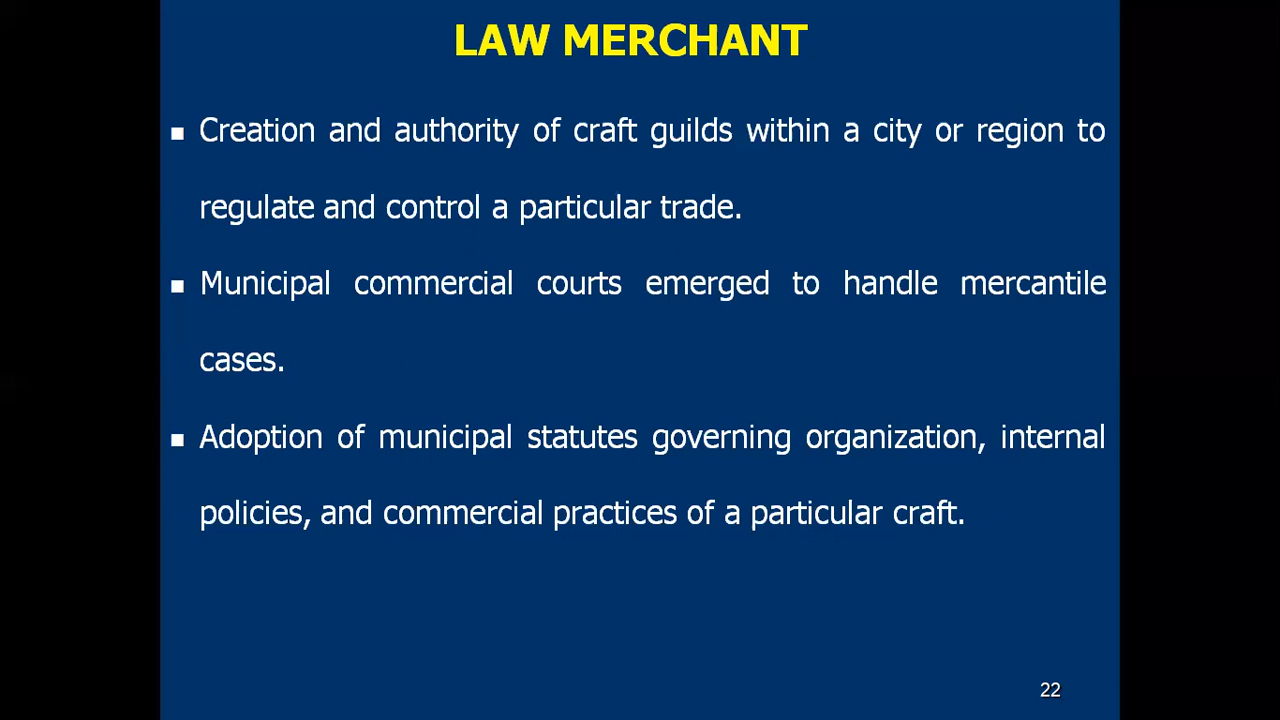 LAW MERCHANT
▪ Creation and authority of craft guilds within a city or region to
regulate and control a particular trade.
▪ Municipal commercial courts emerged to handle mercantile
cases.
▪ Adoption of municipal statutes governing organization, internal
policies, and commercial practices of a particular craft.
22